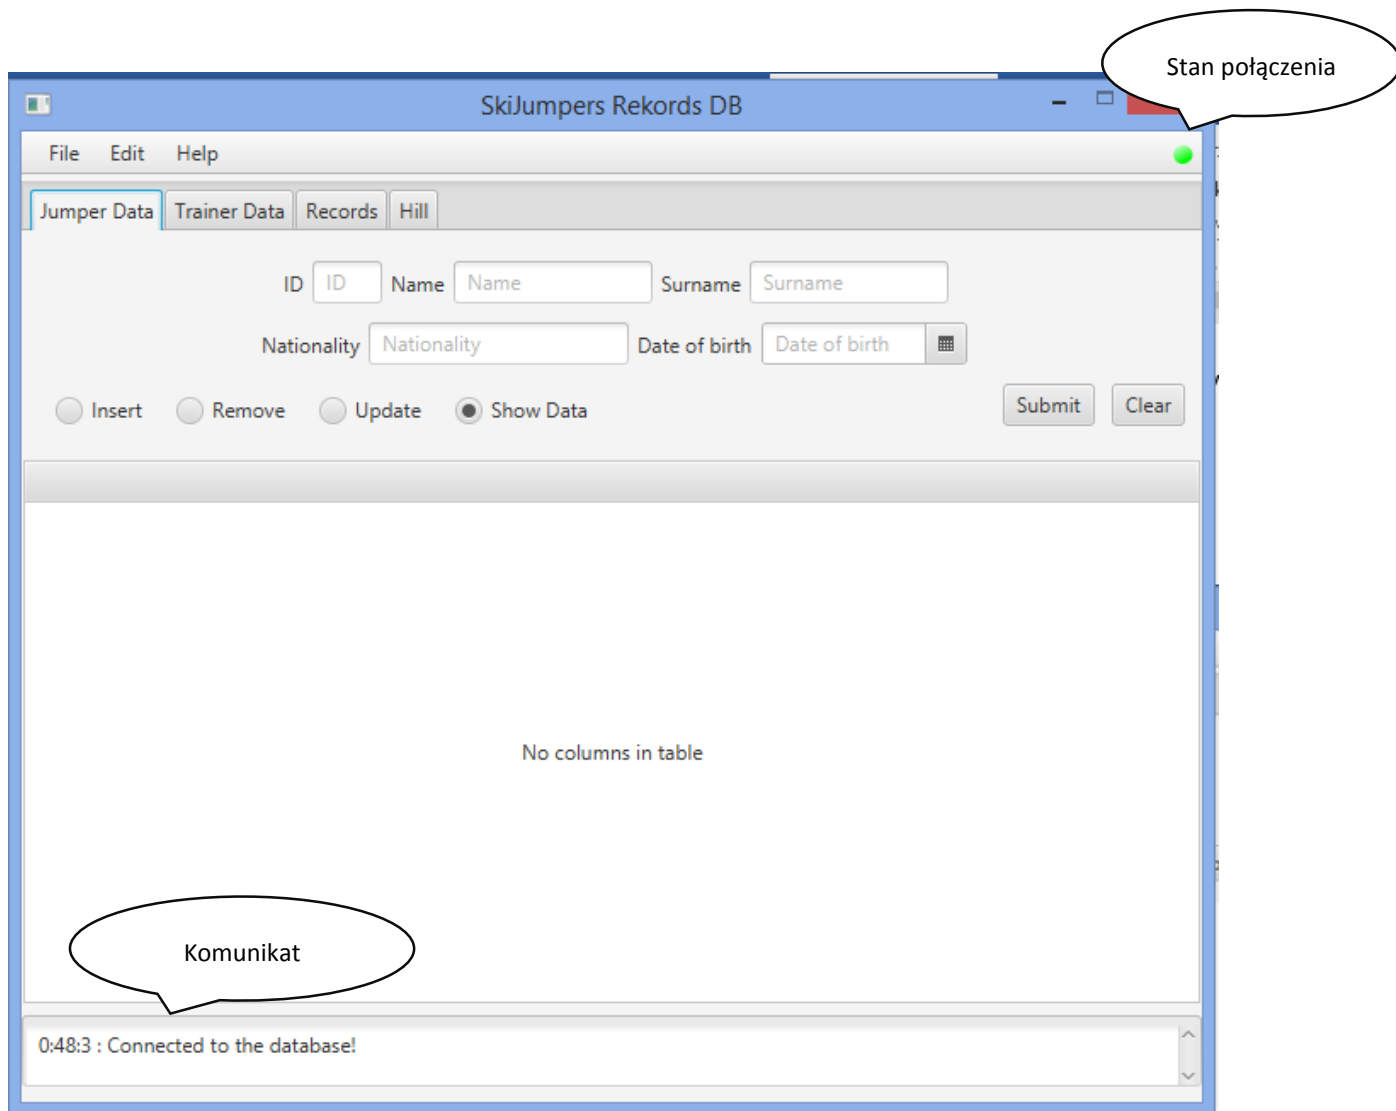 Stan połączenia
SkiJumpers Rekords DB
File Edit Help
Jumper Data Trainer Data Records Hill
ID ID Name Name Surname Surname
Nationality Nationality Date of birth Date of birth
Insert Remove Update Show Data Submit Clear
No columns in table
Komunikat
0:48:3 : Connected to the database!